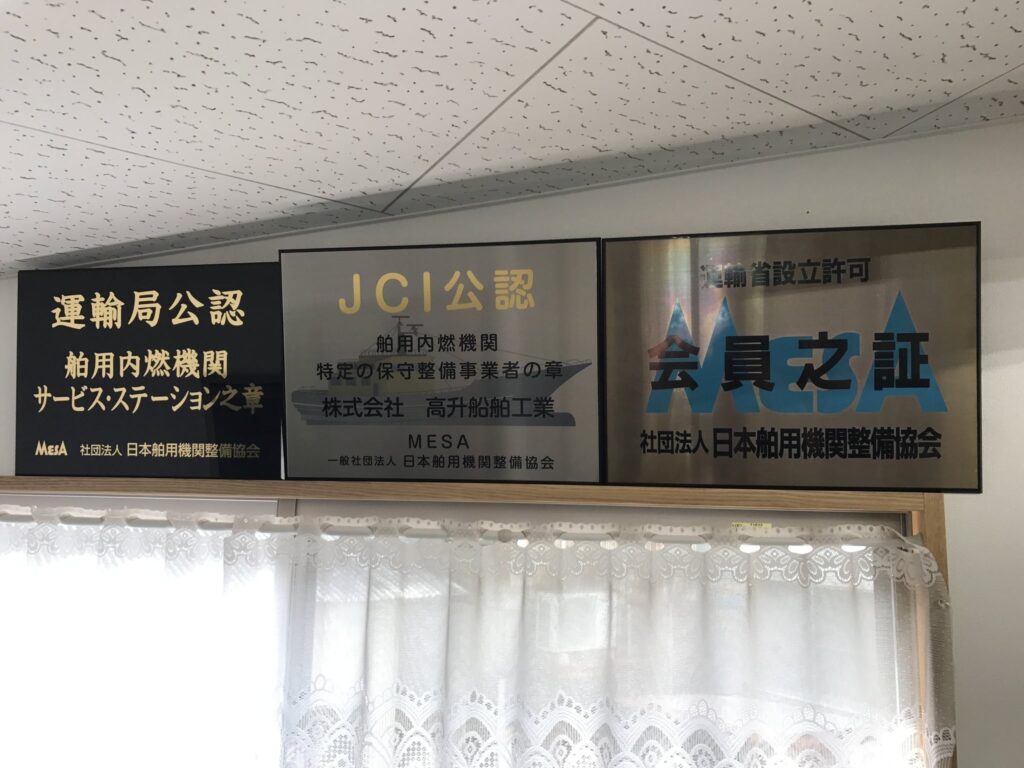 運輸局公認
舶用内燃機関
サービス・ステーション之章
MESA 社団法人 日本舶用機関整備協会
JCI公認
舶用内燃機関
特定の保守整備事業者の章
株式会社 高升船舶工業
MESA
一般社団法人 日本舶用機関整備協会
運輸省設立許可
MESA
会員之証
社団法人 日本舶用機関整備協会